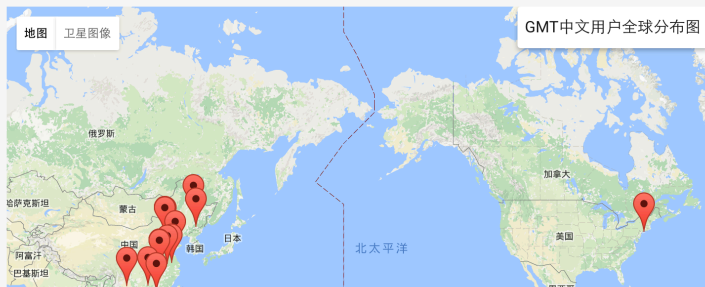 地图 卫星图像
GMT中文用户全球分布图
俄罗斯
加拿大
哈萨克斯坦
蒙古
中国
韩国
日本
北太平洋
美国
阿富汗
巴基斯坦